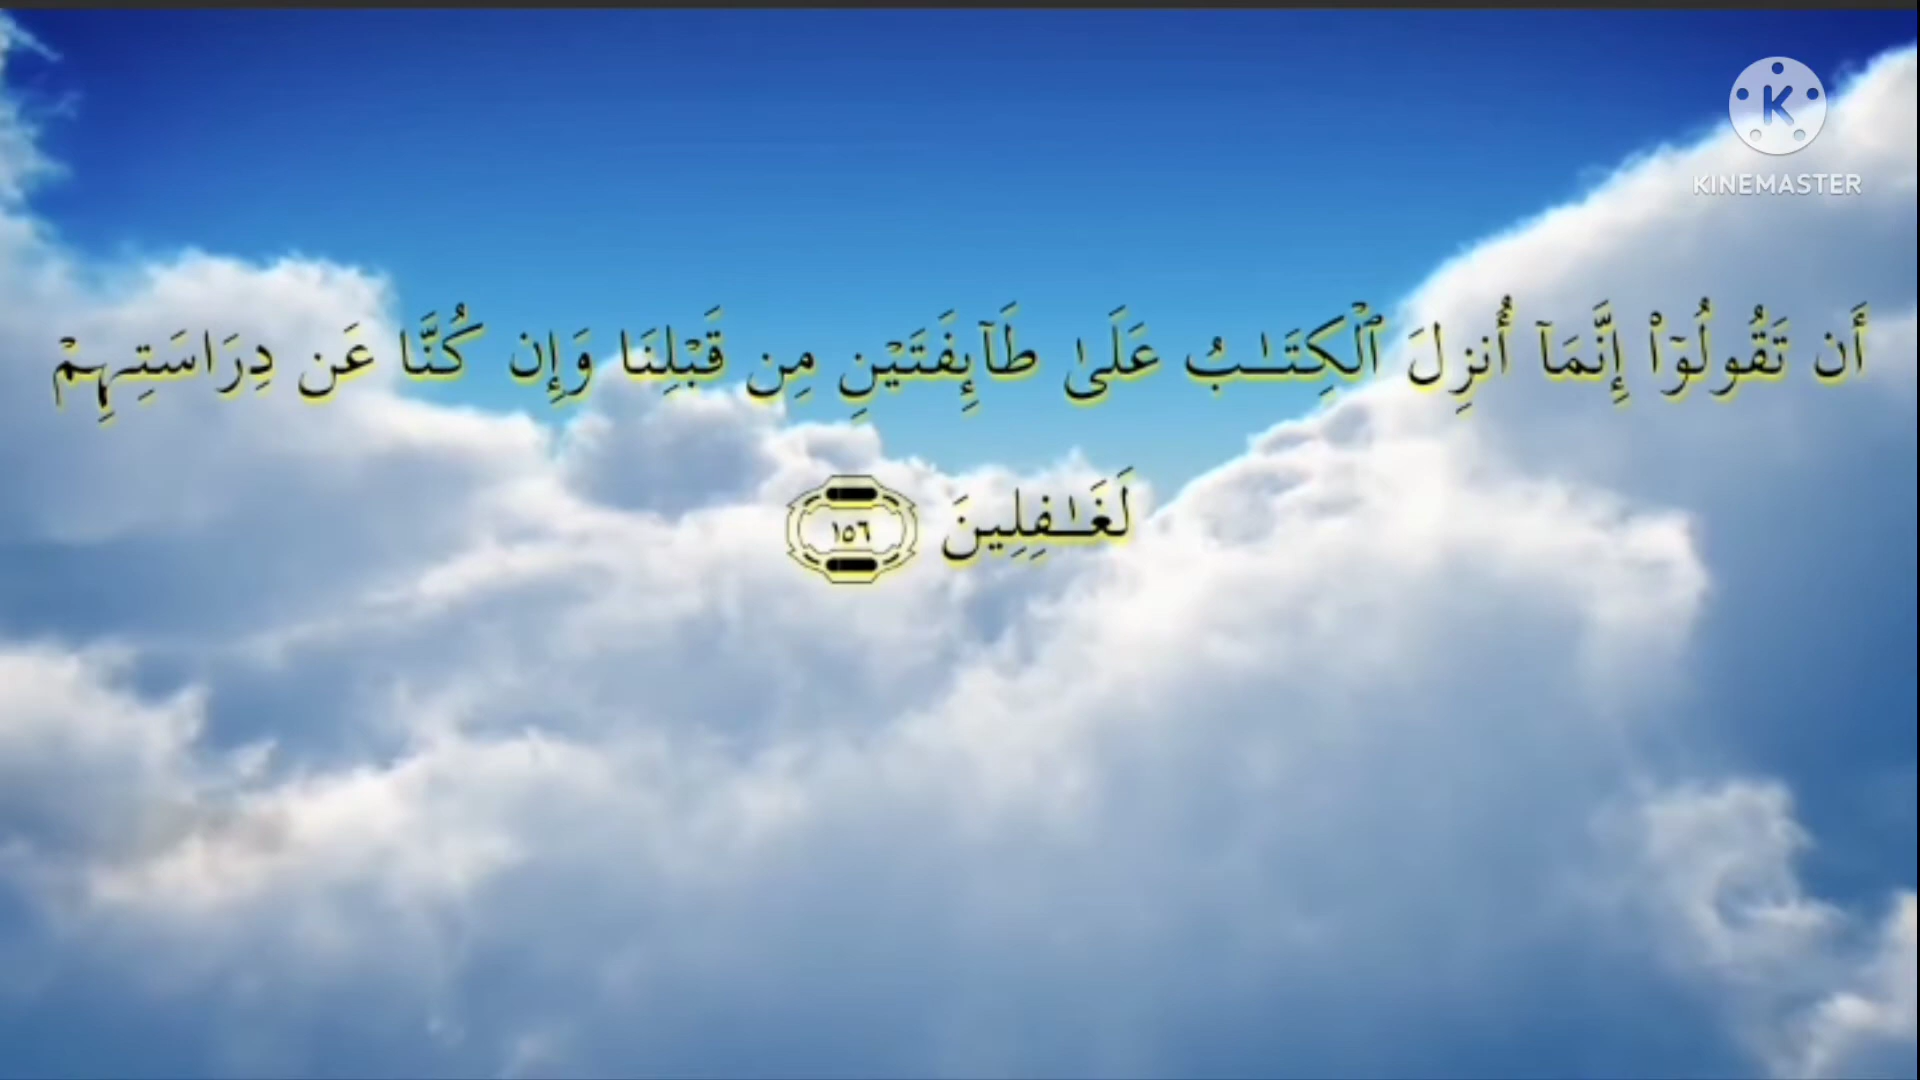 KINEMASTER
أَن تَقُولُوٓا۟ إِنَّمَآ أُنزِلَ ٱلْكِتَـٰبُ عَلَىٰ طَآئِفَتَيْنِ مِن قَبْلِنَا وَإِن كُنَّا عَن دِرَاسَتِهِمْ
لَغَـٰفِلِينَ ١٥٦